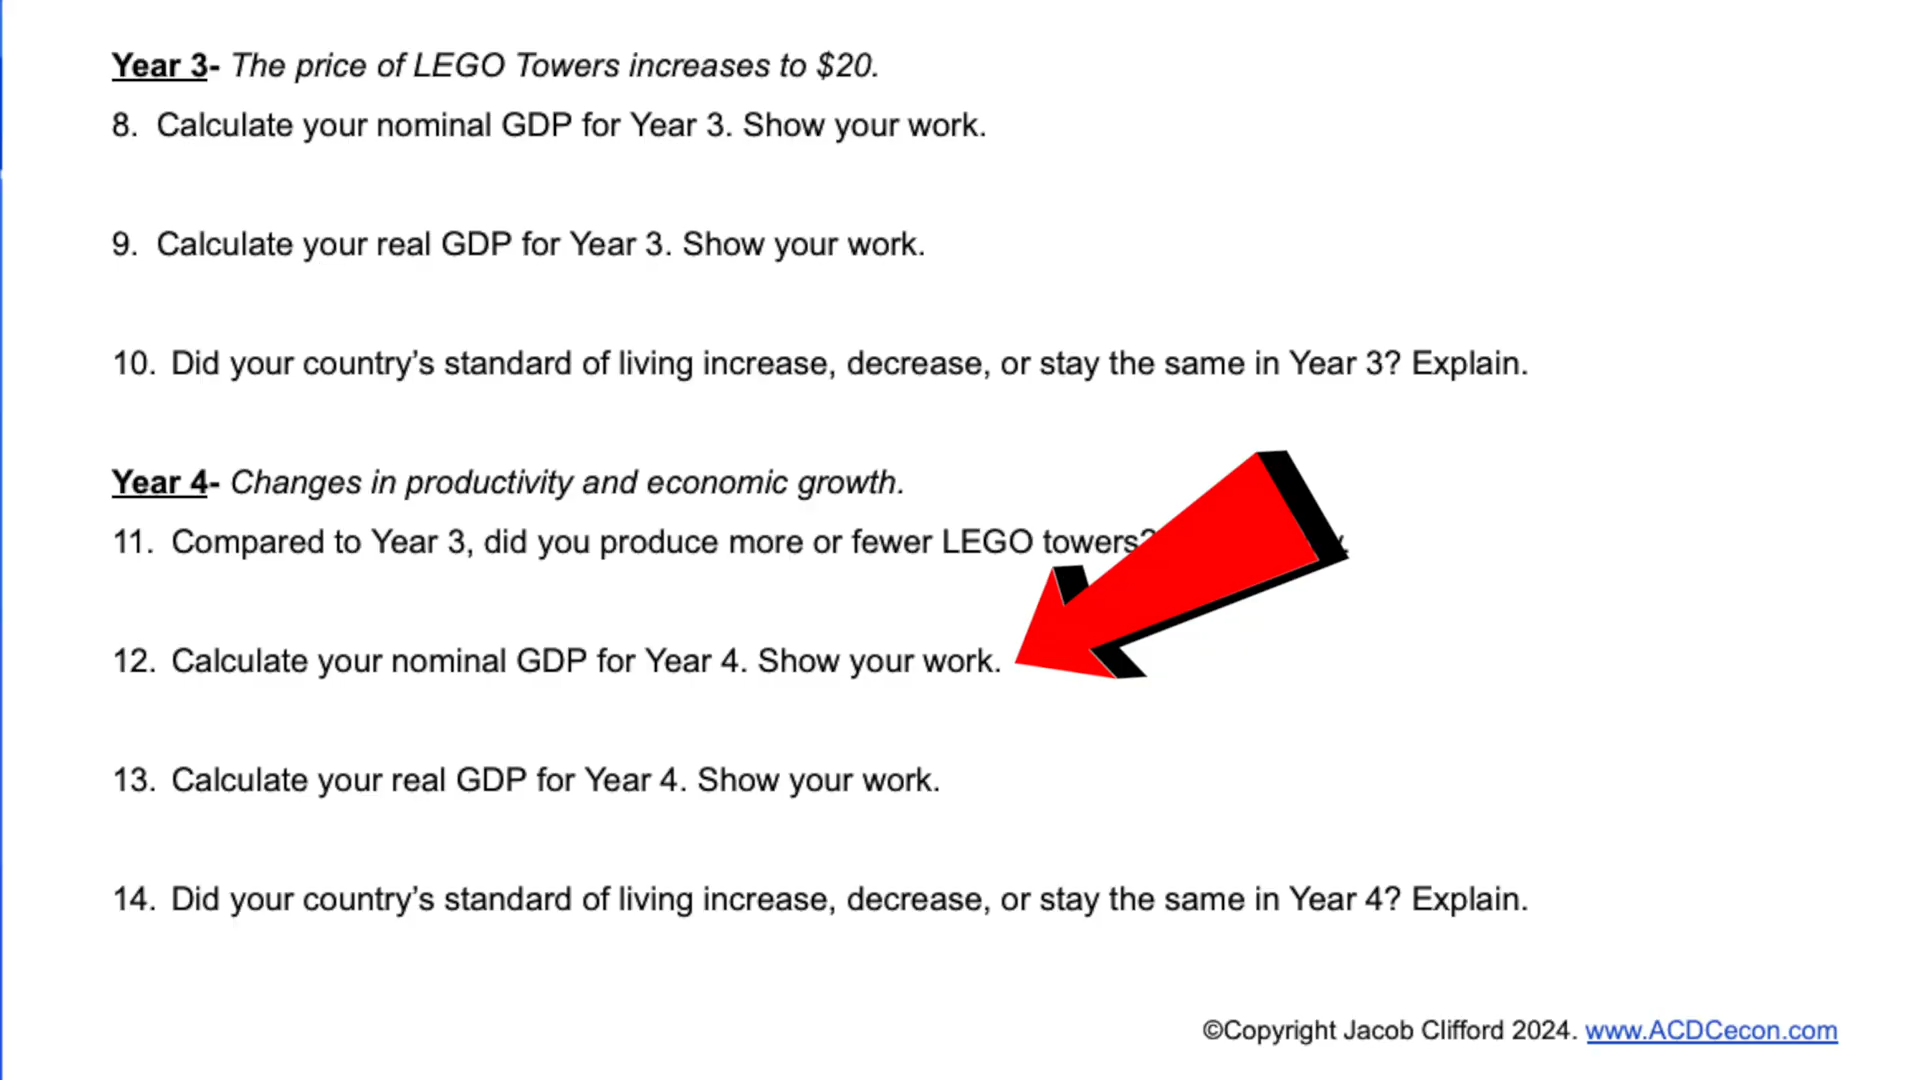 Year 3- The price of LEGO Towers increases to $20.
8. Calculate your nominal GDP for Year 3. Show your work.
9. Calculate your real GDP for Year 3. Show your work.
10. Did your country’s standard of living increase, decrease, or stay the same in Year 3? Explain.
Year 4- Changes in productivity and economic growth.
11. Compared to Year 3, did you produce more or fewer LEGO towers?
12. Calculate your nominal GDP for Year 4. Show your work.
13. Calculate your real GDP for Year 4. Show your work.
14. Did your country’s standard of living increase, decrease, or stay the same in Year 4? Explain.
©Copyright Jacob Clifford 2024. www.ACDCecon.com